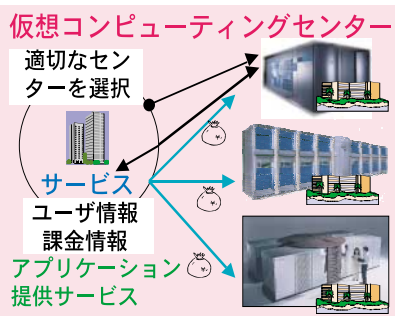 仮想コンピューティングセンター
適切なセン
ターを選択
サービス
ユーザ情報
課金情報
アプリケーション
提供サービス